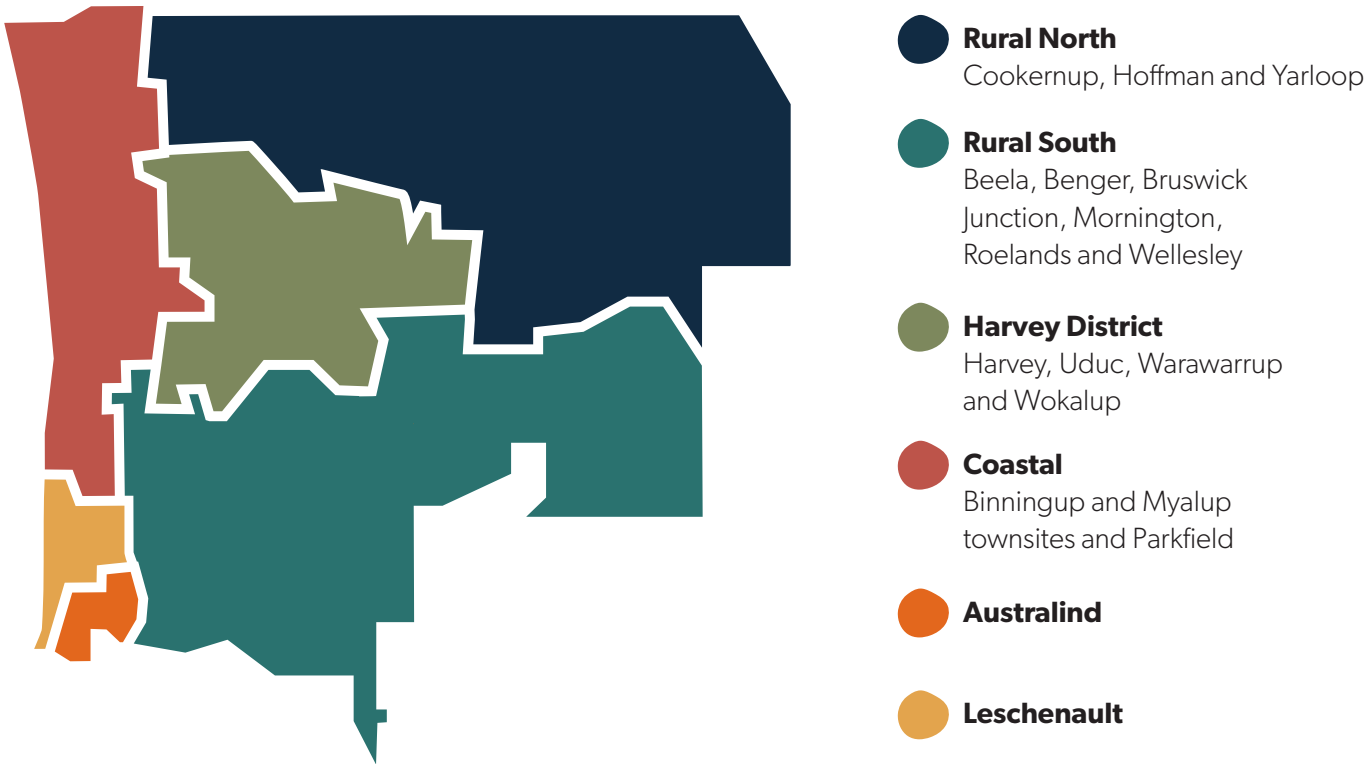 Rural North
Cookernup, Hoffman and Yarloop
Rural South
Beela, Benger, Bruswick
Junction, Mornington,
Roelands and Wellesley
Harvey District
Harvey, Uduc, Warawarrup
and Wokalup
Coastal
Binningup and Myalup
townsites and Parkfield
Australind
Leschenault